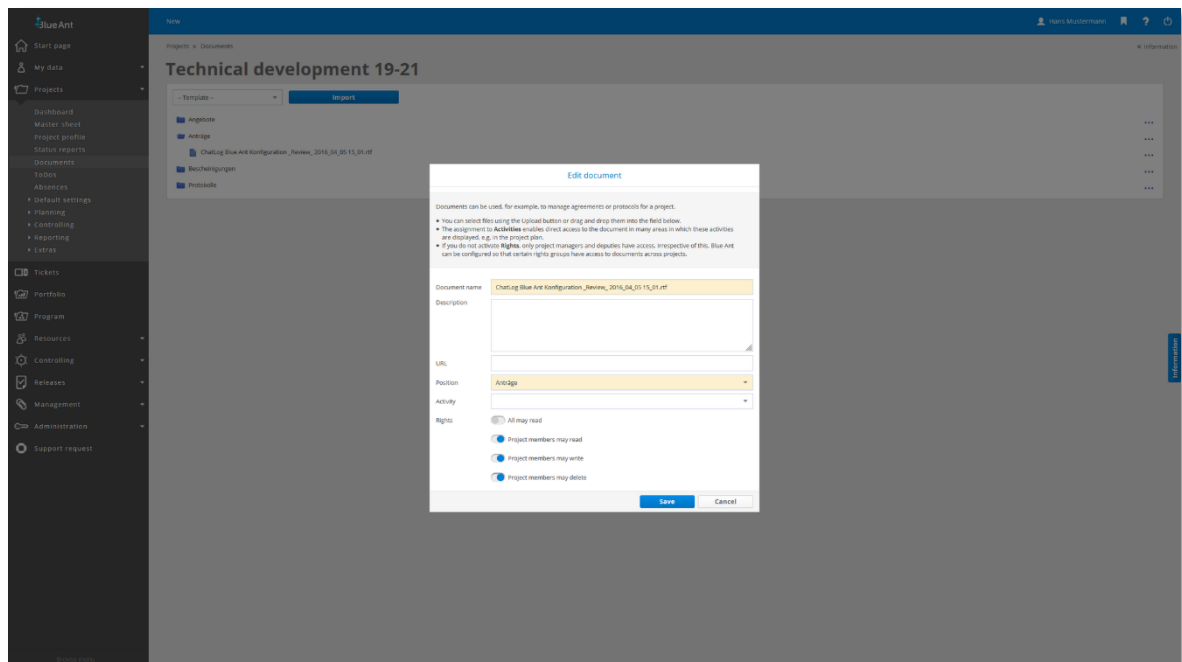 BlueAnt
New
Hans Mustermann
?
Start page
My data
Projects
Dashboard
Master sheet
Project profile
Status reports
Documents
ToDos
Absences
Default settings
Planning
Controlling
Reporting
Extras
Tickets
Portfolio
Program
Resources
Controlling
Releases
Management
Administration
Support request
Projects » Documents
« Information
Technical development 19-21
-- Template --
Import
Angebote
Anträge
ChatLog Blue Ant Konfiguration _Review_ 2016_04_05 15_01.rtf
Bescheinigungen
Protokolle
Information
Edit document
Documents can be used, for example, to manage agreements or protocols for a project.
You can select files using the Upload button or drag and drop them into the field below.
The assignment to Activities enables direct access to the document in many areas in which these activities
are displayed, e.g. in the project plan.
If you do not activate Rights, only project managers and deputies have access. Irrespective of this, Blue Ant
can be configured so that certain rights groups have access to documents across projects.
Document name
ChatLog Blue Ant Konfiguration _Review_ 2016_04_05 15_01.rtf
Description
URL
Position
Anträge
Activity
Rights
All may read
Project members may read
Project members may write
Project members may delete
Save
Cancel